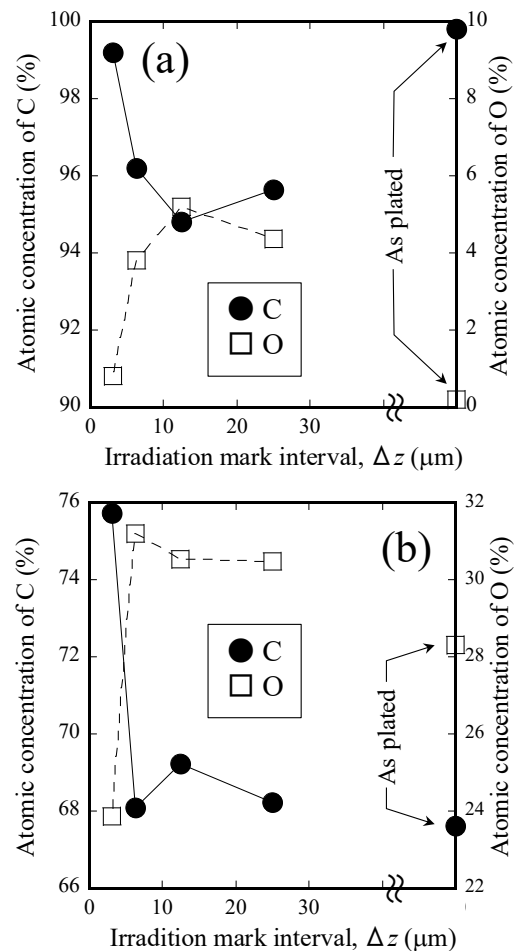 (a)
Atomic concentration of C (%)
100
98
96
94
92
90
Atomic concentration of O (%)
10
8
6
4
2
0
As plated
C
O
0 10 20 30
Irradiation mark interval, Δz (μm)
(b)
Atomic concentration of C (%)
76
74
72
70
68
66
Atomic concentration of O (%)
32
30
28
26
24
22
As plated
C
O
0 10 20 30
Irradition mark interval, Δz (μm)